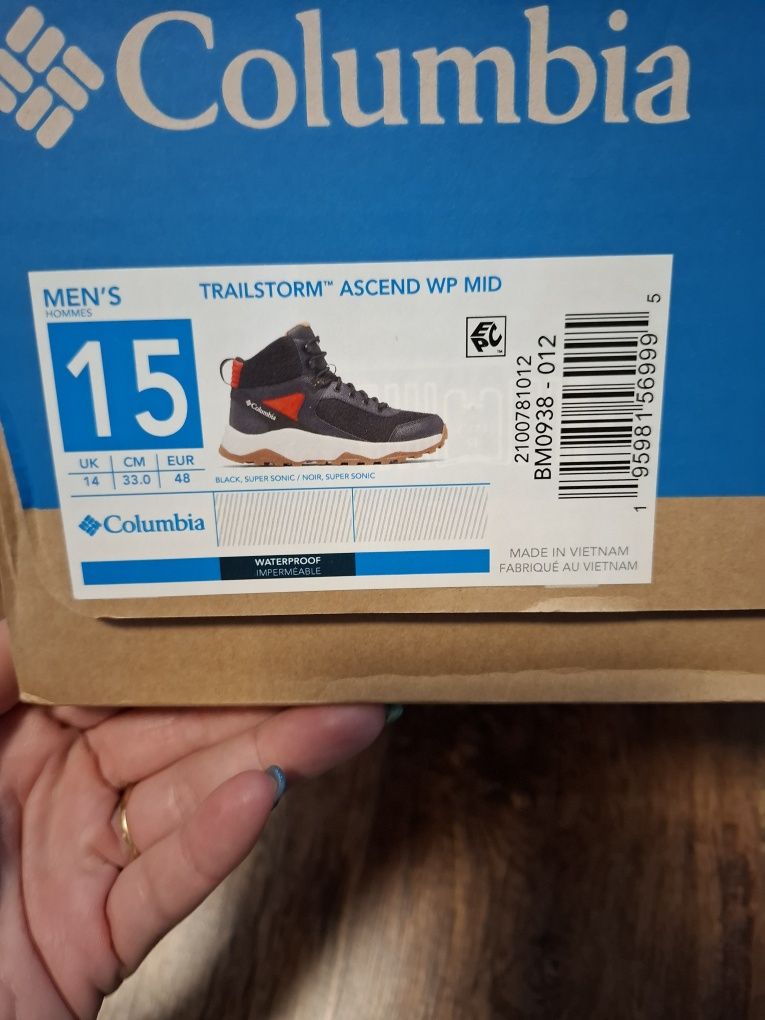 Columbia
MEN'S
HOMMES
TRAILSTORM™ ASCEND WP MID
15
UK CM EUR
14 33.0 48
Columbia
BLACK, SUPER SONIC / NOIR, SUPER SONIC
EPC™
2100781012
BM0938 - 012
1 95981 56999 5
Columbia
WATERPROOF
IMPERMÉABLE
MADE IN VIETNAM
FABRIQUÉ AU VIETNAM